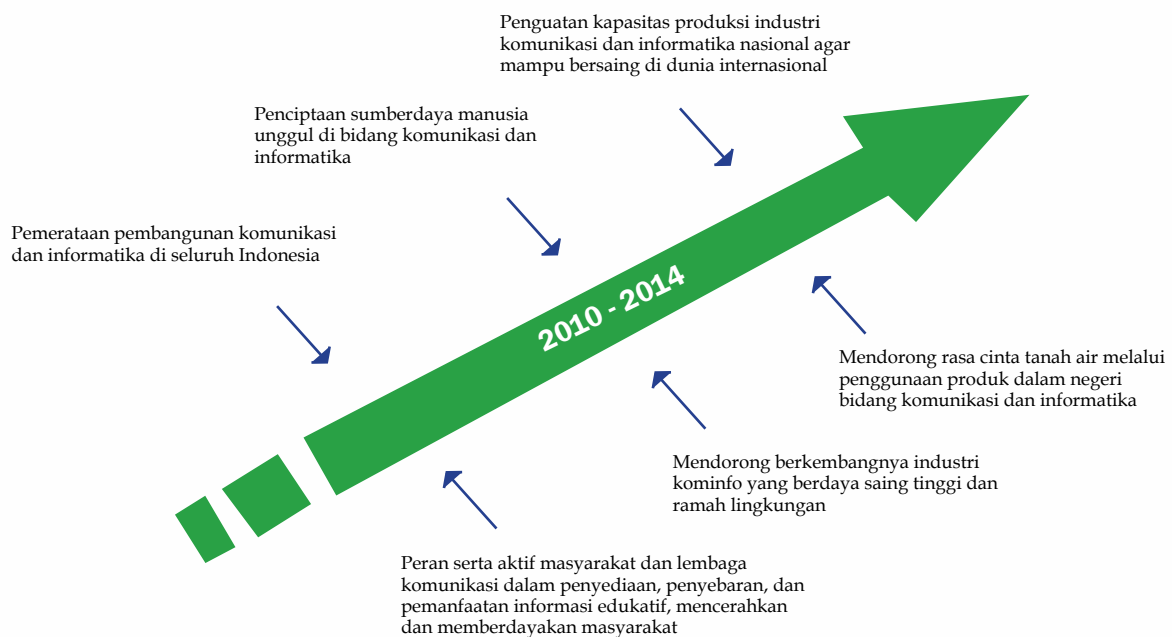 Penguatan kapasitas produksi industri
komunikasi dan informatika nasional agar
mampu bersaing di dunia internasional
Penciptaan sumberdaya manusia
unggul di bidang komunikasi dan
informatika
Pemerataan pembangunan komunikasi
dan informatika di seluruh Indonesia
2010 - 2014
Mendorong rasa cinta tanah air melalui
penggunaan produk dalam negeri
bidang komunikasi dan informatika
Mendorong berkembangnya industri
kominfo yang berdaya saing tinggi dan
ramah lingkungan
Peran serta aktif masyarakat dan lembaga
komunikasi dalam penyediaan, penyebaran, dan
pemanfaatan informasi edukatif, mencerahkan
dan memberdayakan masyarakat